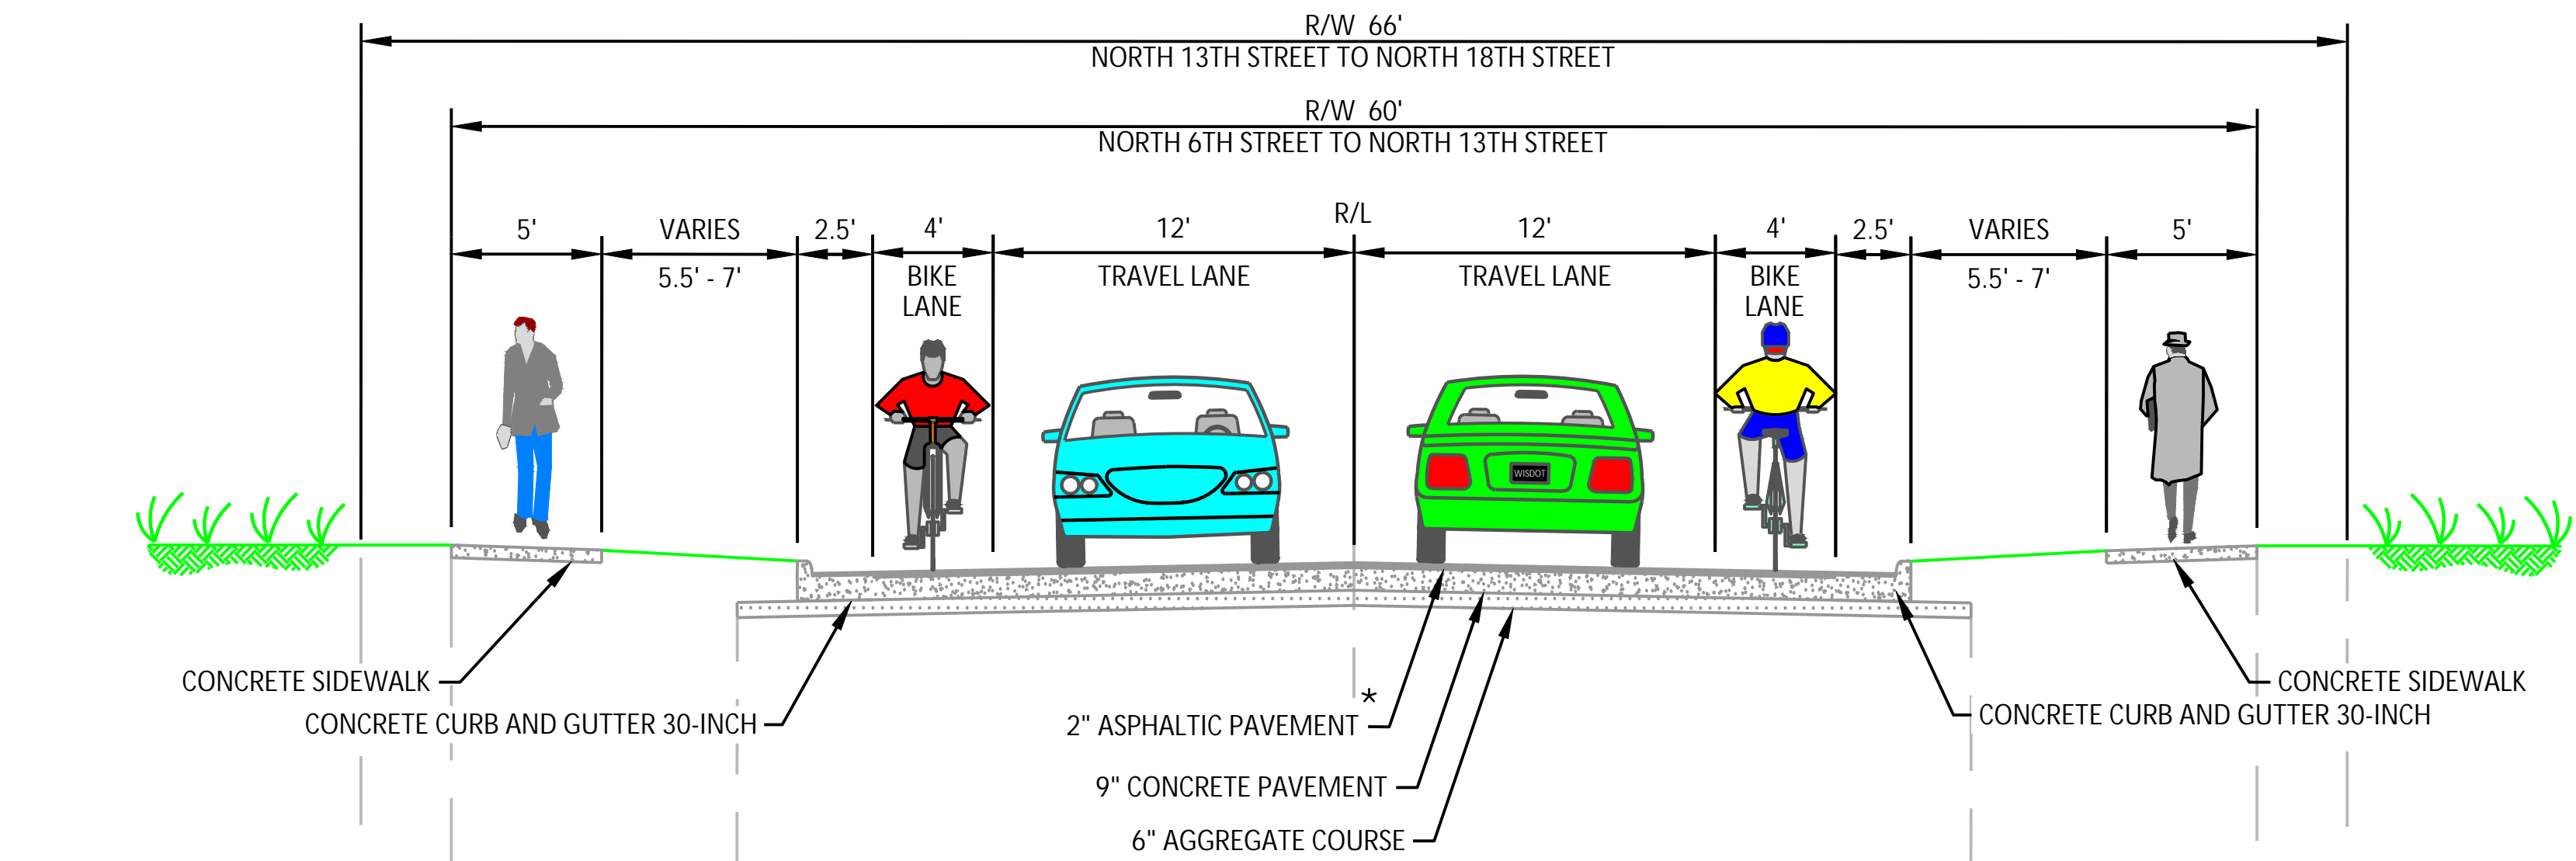 R/W 66'
NORTH 13TH STREET TO NORTH 18TH STREET
R/W 60'
NORTH 6TH STREET TO NORTH 13TH STREET
5'
VARIES
5.5' - 7'
2.5'
4'
BIKE
LANE
12'
TRAVEL LANE
R/L
12'
TRAVEL LANE
4'
BIKE
LANE
2.5'
VARIES
5.5' - 7'
5'
WISDOT
CONCRETE SIDEWALK
CONCRETE CURB AND GUTTER 30-INCH
2" ASPHALTIC PAVEMENT *
9" CONCRETE PAVEMENT
6" AGGREGATE COURSE
CONCRETE SIDEWALK
CONCRETE CURB AND GUTTER 30-INCH